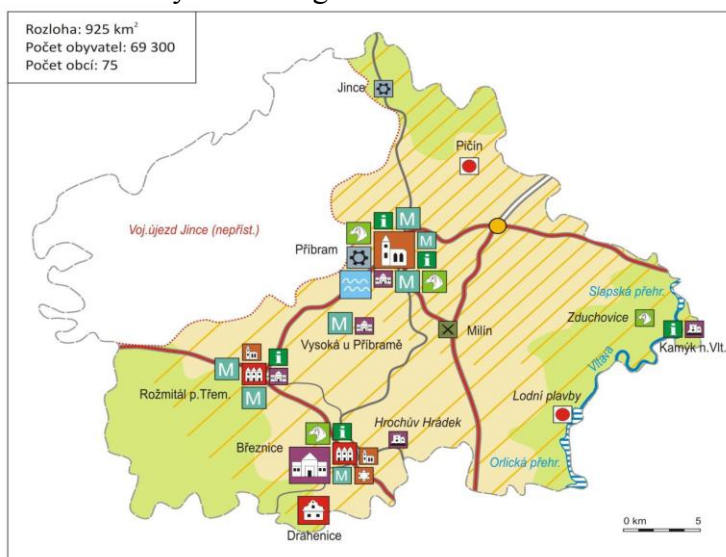 Rozloha: 925 km²
Počet obyvatel: 69 300
Počet obcí: 75
Jince
Pičín
Voj.újezd Jince (nepříst.)
i
M
Příbram
M
i
M
Slapská přehr.
Zduchovice
i
Kamýk n.Vlt.
Milín
M
Vysoká u Příbramě
Vltava
i
M
Rožmitál p.Třem.
M
Lodní plavby
Hrochův Hrádek
i
Březnice
M
Orlická přehr.
Drahenice
0 km 5